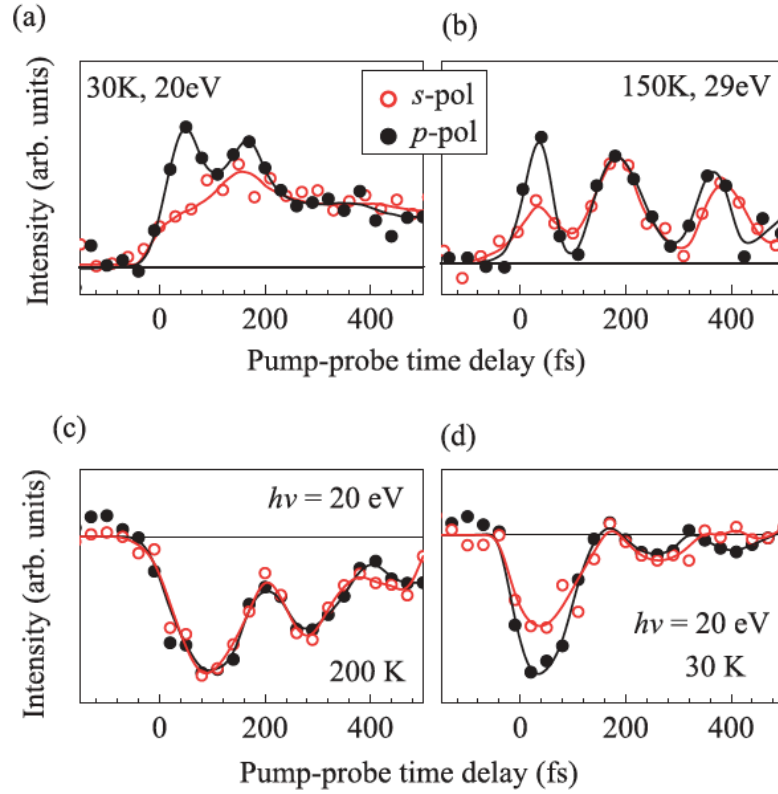 (a)
(b)
30K, 20eV
s-pol
p-pol
150K, 29eV
Intensity (arb. units)
0 200 400
0 200 400
Pump-probe time delay (fs)
(c)
(d)
hν = 20 eV
200 K
hν = 20 eV
30 K
Intensity (arb. units)
0 200 400
0 200 400
Pump-probe time delay (fs)